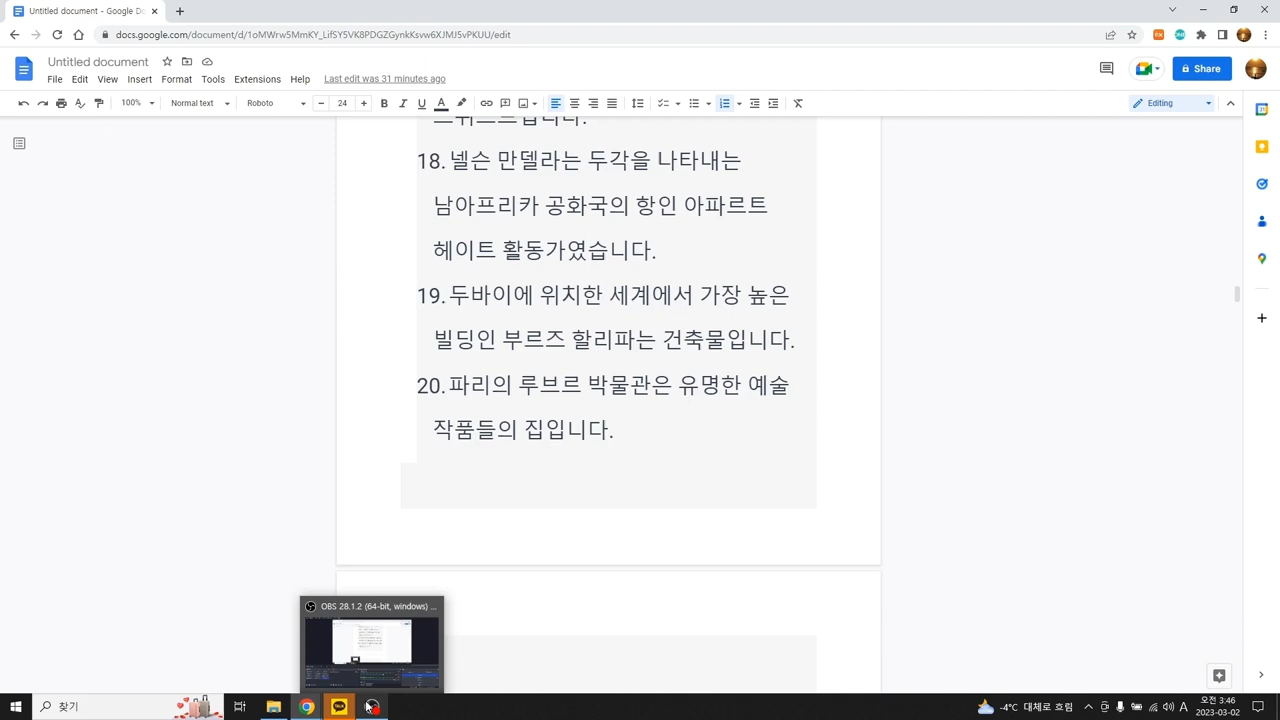 Untitled document - Google Do
docs.google.com/document/d/1oMWrw5MmKY_LifSY5VK8PDGZGynkKsvw6XJMJ5vPKUU/edit
Untitled document
File Edit View Insert Format Tools Extensions Help Last edit was 31 minutes ago
Share
100% Normal text Roboto 24 Editing
18. 넬슨 만델라는 두각을 나타내는
남아프리카 공화국의 항인 아파르트
헤이트 활동가였습니다.
19. 두바이에 위치한 세계에서 가장 높은
빌딩인 부르즈 할리파는 건축물입니다.
20. 파리의 루브르 박물관은 유명한 예술
작품들의 집입니다.
OBS 28.1.2 (64-bit, windows) ...
찾기
-4°C 대체로 흐림
A
오전 3:46
2023-03-02